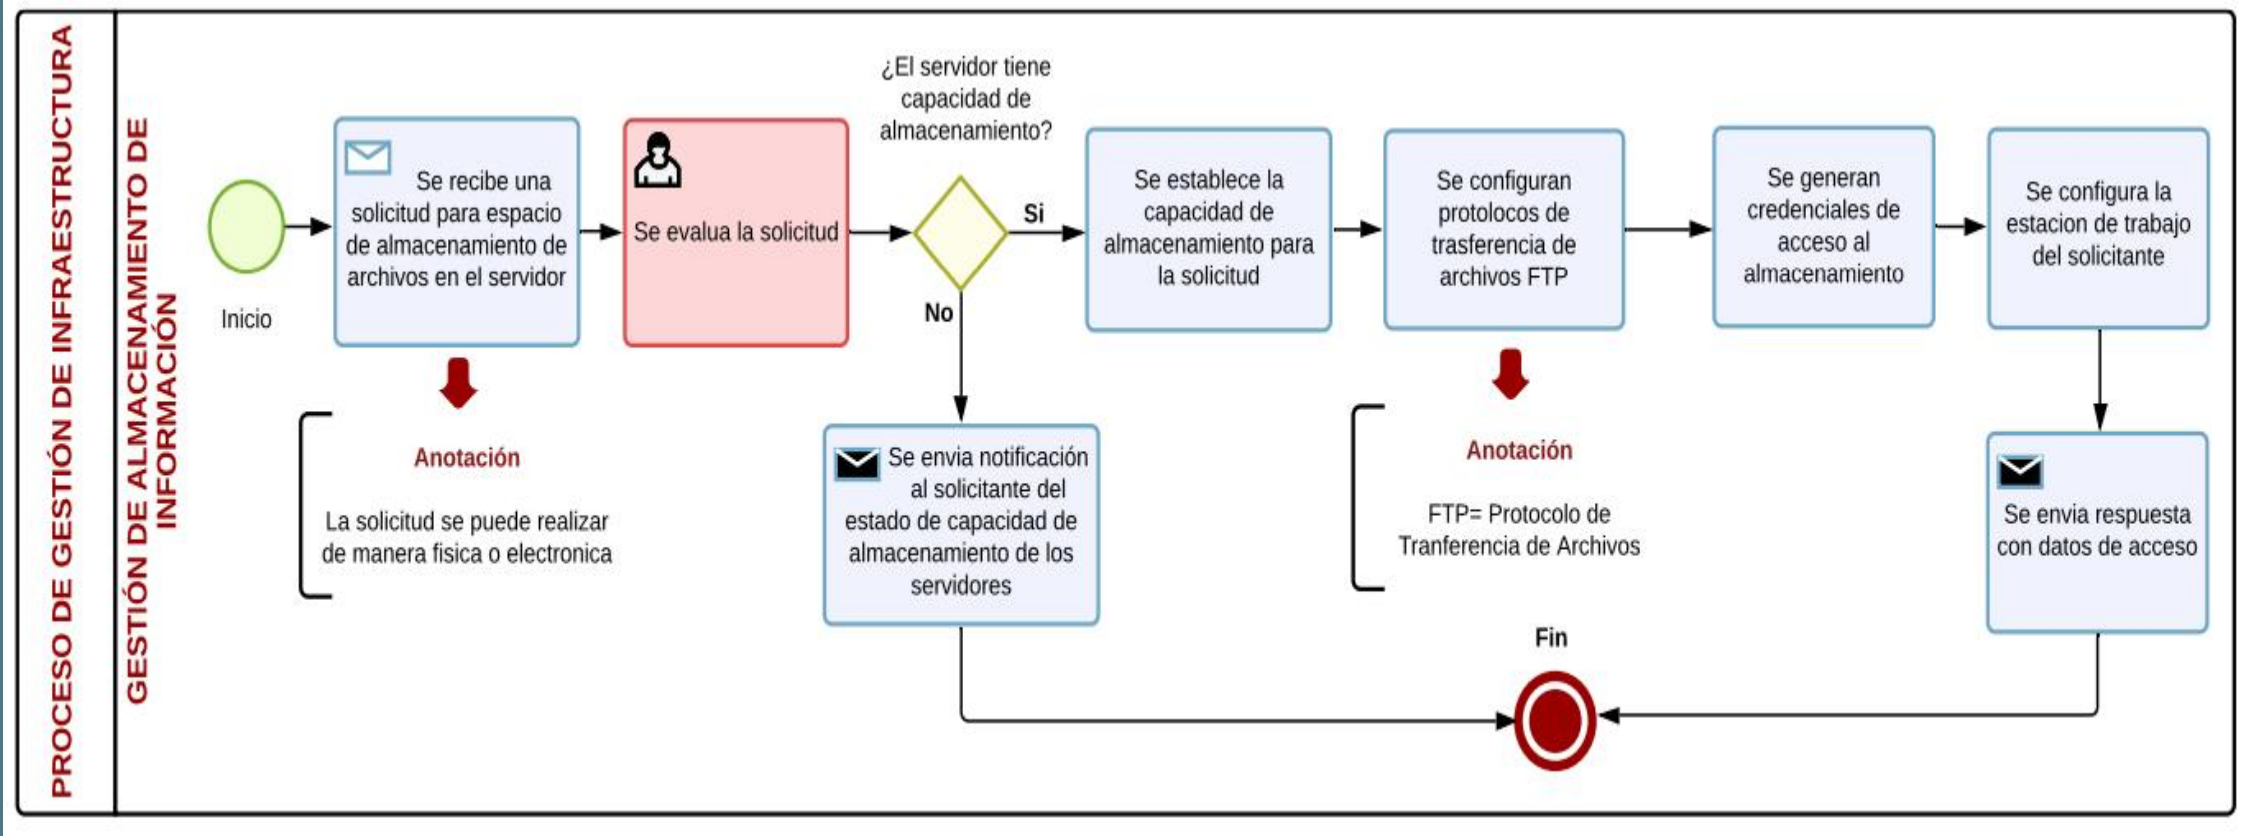 PROCESO DE GESTIÓN DE INFRAESTRUCTURA
GESTIÓN DE ALMACENAMIENTO DE
INFORMACIÓN
Inicio
Se recibe una
solicitud para espacio
de almacenamiento de
archivos en el servidor
Anotación
La solicitud se puede realizar
de manera fisica o electronica
Se evalua la solicitud
¿El servidor tiene
capacidad de
almacenamiento?
Si
No
Se envia notificación
al solicitante del
estado de capacidad de
almacenamiento de los
servidores
Se establece la
capacidad de
almacenamiento para
la solicitud
Se configuran
protolocos de
trasferencia de
archivos FTP
Anotación
FTP= Protocolo de
Tranferencia de Archivos
Se generan
credenciales de
acceso al
almacenamiento
Se configura la
estacion de trabajo
del solicitante
Se envia respuesta
con datos de acceso
Fin